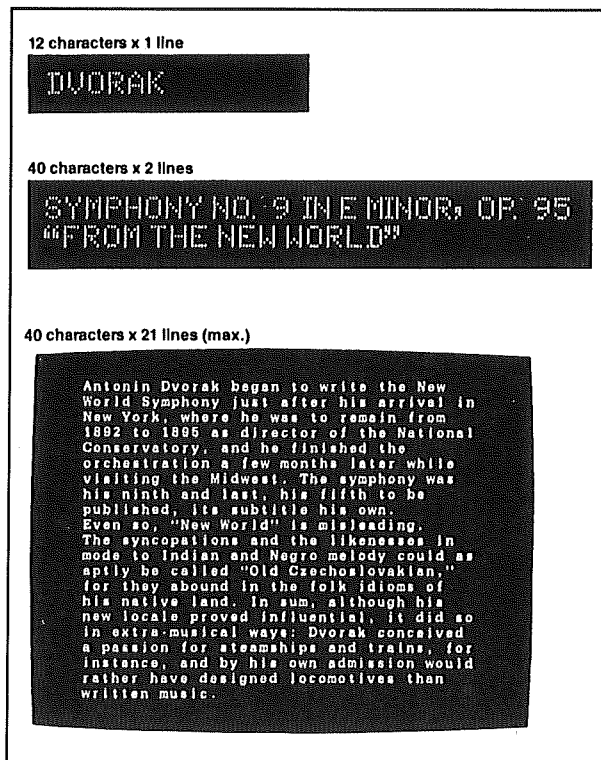 12 characters x 1 line
DVORAK
40 characters x 2 lines
SYMPHONY NO. 9 IN E MINOR, OP. 95
“FROM THE NEW WORLD”
40 characters x 21 lines (max.)
Antonin Dvorak began to write the New
World Symphony just after his arrival in
New York, where he was to remain from
1892 to 1895 as director of the National
Conservatory, and he finished the
orchestration a few months later while
visiting the Midwest. The symphony was
his ninth and last, his fifth to be
published, its subtitle his own.
Even so, "New World" is misleading.
The syncopations and the likenesses in
mode to Indian and Negro melody could as
aptly be called "Old Czechoslovakian,"
for they abound in the folk idioms of
his native land. In sum, although his
new locale proved influential, it did so
in extra-musical ways: Dvorak conceived
a passion for steamships and trains, for
instance, and by his own admission would
rather have designed locomotives than
written music.